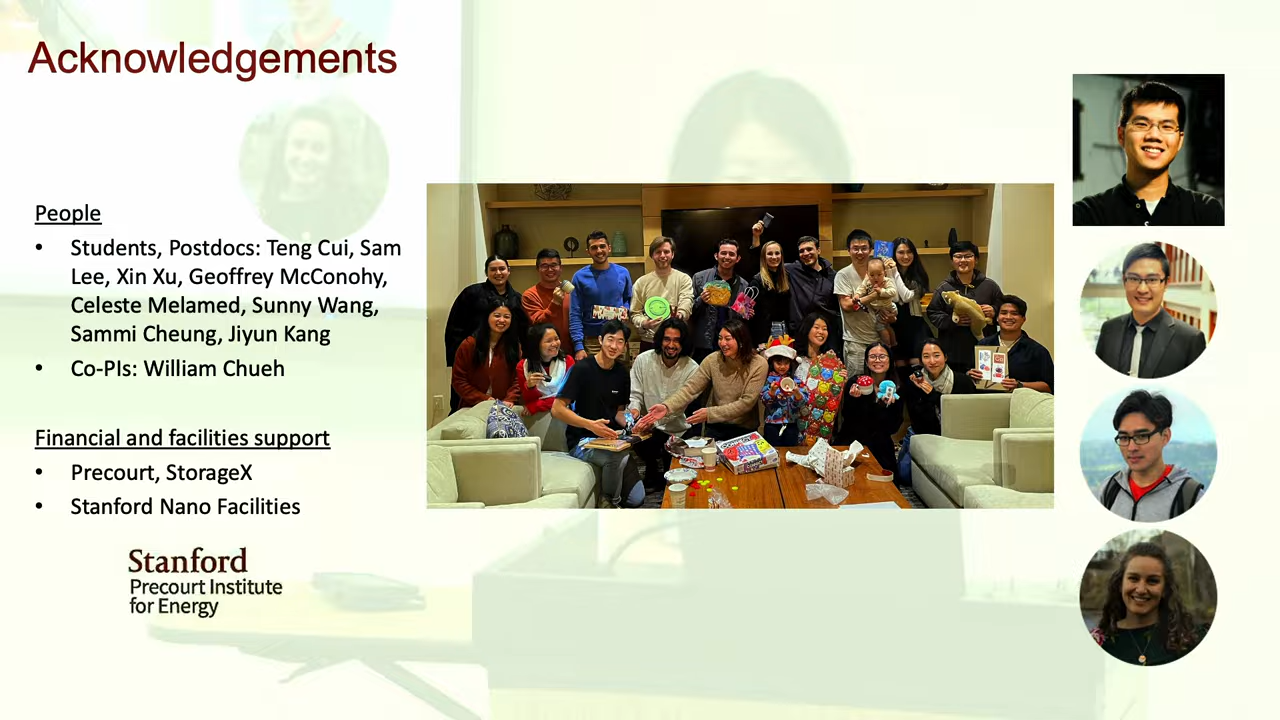 Acknowledgements
People
• Students, Postdocs: Teng Cui, Sam
Lee, Xin Xu, Geoffrey McConohy,
Celeste Melamed, Sunny Wang,
Sammi Cheung, Jiyun Kang
• Co-PIs: William Chueh
Financial and facilities support
• Precourt, StorageX
• Stanford Nano Facilities
Stanford
Precourt Institute
for Energy